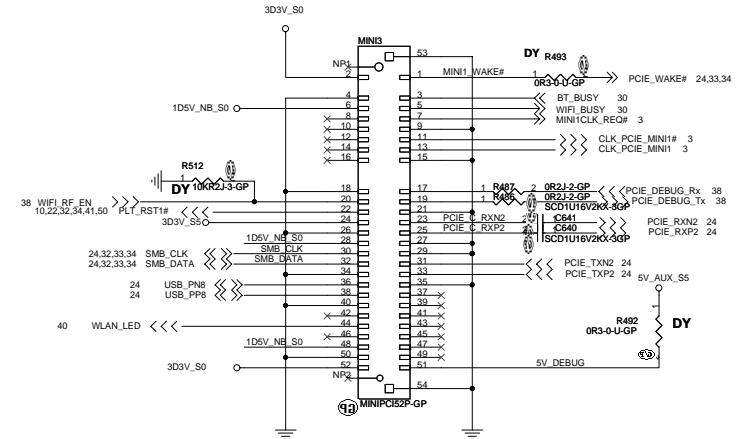 3D3V_S0
MINI3
NP1
53
DY R493
2 1 MINI1_WAKE# 1 PCIE_WAKE# 24,33,34
0R3-0-U-GP
4 3 BT_BUSY 30
1D5V_NB_S0 6 5 WIFI_BUSY 30
8 7 MINI1CLK_REQ# 3
10 9
12 11 CLK_PCIE_MINI1# 3
14 13 CLK_PCIE_MINI1 3
16 15
R512
1
DY 10KR2J-3-GP
18 17 1 R487 2 0R2J-2-GP PCIE_DEBUG_Rx 38
38 WIFI_RF_EN 20 19 1 R486 0R2J-2-GP PCIE_DEBUG_Tx 38
10,22,32,34,41,50 PLT_RST1# 22 21 SCD1U16V2KX-3GP
3D3V_S5 24 23 PCIE_C_RXN2 2 1 C641 PCIE_RXN2 24
26 25 PCIE_C_RXP2 C640 PCIE_RXP2 24
SCD1U16V2KX-3GP
1D5V_NB_S0 28 27
24,32,33,34 SMB_CLK SMB_CLK 30 29
24,32,33,34 SMB_DATA SMB_DATA 32 31 PCIE_TXN2 24
34 33 PCIE_TXP2 24
24 USB_PN8 36 35
24 USB_PP8 38 37 5V_AUX_S5
40 39
42 41 1
40 WLAN_LED 44 43 R492
46 45 0R3-0-U-GP DY
1D5V_NB_S0 48 47
50 49
3D3V_S0 52 51 5V_DEBUG
NP2
54
MINIPCI52P-GP